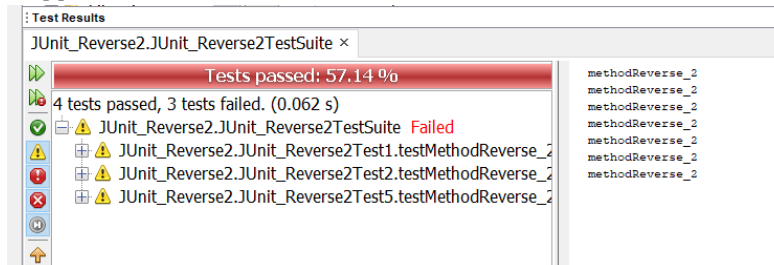 Test Results
JUnit_Reverse2.JUnit_Reverse2TestSuite ×
Tests passed: 57.14 %
4 tests passed, 3 tests failed. (0.062 s)
JUnit_Reverse2.JUnit_Reverse2TestSuite Failed
JUnit_Reverse2.JUnit_Reverse2Test1.testMethodReverse_2
JUnit_Reverse2.JUnit_Reverse2Test2.testMethodReverse_2
JUnit_Reverse2.JUnit_Reverse2Test5.testMethodReverse_2
methodReverse_2
methodReverse_2
methodReverse_2
methodReverse_2
methodReverse_2
methodReverse_2
methodReverse_2